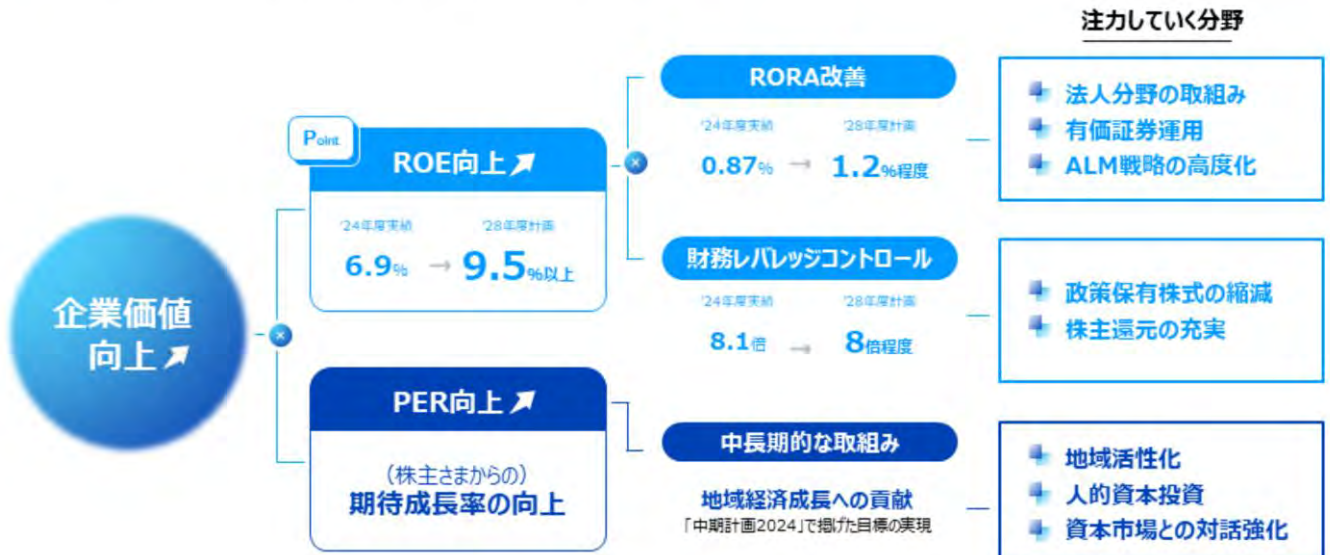 注力していく分野
企業価値
向上
Point
ROE向上
'24年度実績
'28年度計画
6.9% → 9.5%以上
PER向上
（株主さまからの）
期待成長率の向上
RORA改善
'24年度実績
'28年度計画
0.87% → 1.2%程度
法人分野の取組み
有価証券運用
ALM戦略の高度化
財務レバレッジコントロール
'24年度実績
'28年度計画
8.1倍 → 8倍程度
政策保有株式の縮減
株主還元の充実
中長期的な取組み
地域経済成長への貢献
「中期計画2024」で掲げた目標の実現
地域活性化
人的資本投資
資本市場との対話強化